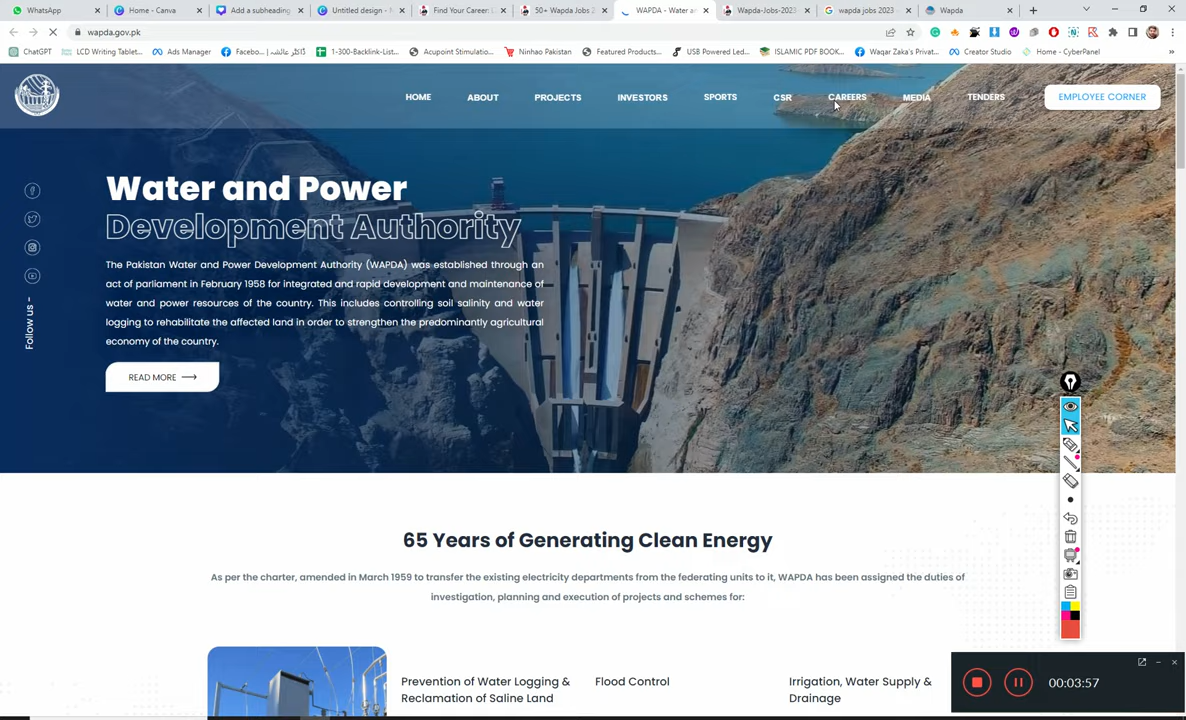 WhatsApp
Home - Canva
Add a subheading
Untitled design -
Find Your Career: L
50+ Wapda Jobs 2
WAPDA - Water a
Wapda-Jobs-2023
wapda jobs 2023 -
Wapda
wapda.gov.pk
ChatGPT
LCD Writing Tablet...
Ads Manager
Facebo... | ڈاکٹر عائشہ
1-300-Backlink-List...
Acupoint Stimulatio...
Ninhao Pakistan
Featured Products...
USB Powered Led...
ISLAMIC PDF BOOK...
Waqar Zaka's Privat...
Creator Studio
Home - CyberPanel
HOME
ABOUT
PROJECTS
INVESTORS
SPORTS
CSR
CAREERS
MEDIA
TENDERS
EMPLOYEE CORNER
Water and Power
Development Authority
The Pakistan Water and Power Development Authority (WAPDA) was established through an
act of parliament in February 1958 for integrated and rapid development and maintenance of
water and power resources of the country. This includes controlling soil salinity and water
logging to rehabilitate the affected land in order to strengthen the predominantly agricultural
economy of the country.
READ MORE
Follow us -
65 Years of Generating Clean Energy
As per the charter, amended in March 1959 to transfer the existing electricity departments from the federating units to it, WAPDA has been assigned the duties of
investigation, planning and execution of projects and schemes for:
Prevention of Water Logging &
Reclamation of Saline Land
Flood Control
Irrigation, Water Supply &
Drainage
00:03:57